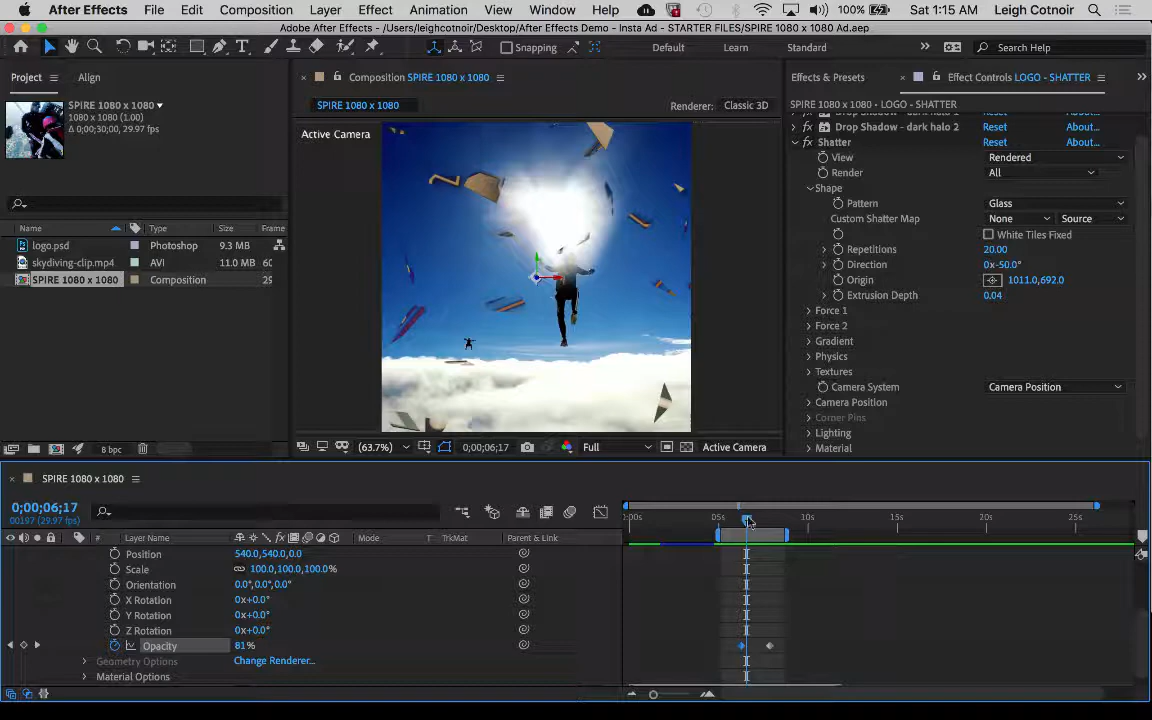 After Effects File Edit Composition Layer Effect Animation View Window Help 100% Sat 1:15 AM Leigh Cotnoir
Adobe After Effects - /Users/leighcotnoir/Desktop/After Effects Demo - Insta Ad - STARTER FILES/SPIRE 1080 x 1080 Ad.aep
Snapping Default Learn Standard Search Help
Project Align Composition SPIRE 1080 x 1080 Effects & Presets Effect Controls LOGO - SHATTER
SPIRE 1080 x 1080
1080 x 1080 (1.00)
Δ 0;00;30;00, 29.97 fps
SPIRE 1080 x 1080 Renderer: Classic 3D
Active Camera
SPIRE 1080 x 1080 • LOGO - SHATTER
Drop Shadow - dark halo 2 Reset About...
Shatter Reset About...
View Rendered
Render All
Shape
Pattern Glass
Custom Shatter Map None Source
White Tiles Fixed
Repetitions 20.00
Direction 0x-50.0°
Origin 1011.0,692.0
Extrusion Depth 0.04
Force 1
Force 2
Gradient
Physics
Textures
Camera System Camera Position
Camera Position
Corner Pins
Lighting
Material
Name Type Size Frame
logo.psd Photoshop 9.3 MB
skydiving-clip.mp4 AVI 11.0 MB 60
SPIRE 1080 x 1080 Composition 29
8 bpc
(63.7%) 0;00;06;17 Full Active Camera
SPIRE 1080 x 1080
0;00;06;17
00197 (29.97 fps)
:00s 05s 10s 15s 20s 25s
# Layer Name Mode T TrkMat Parent & Link
Position 540.0,540.0,0.0
Scale 100.0,100.0,100.0%
Orientation 0.0°,0.0°,0.0°
X Rotation 0x+0.0°
Y Rotation 0x+0.0°
Z Rotation 0x+0.0°
Opacity 81%
Geometry Options Change Renderer...
Material Options